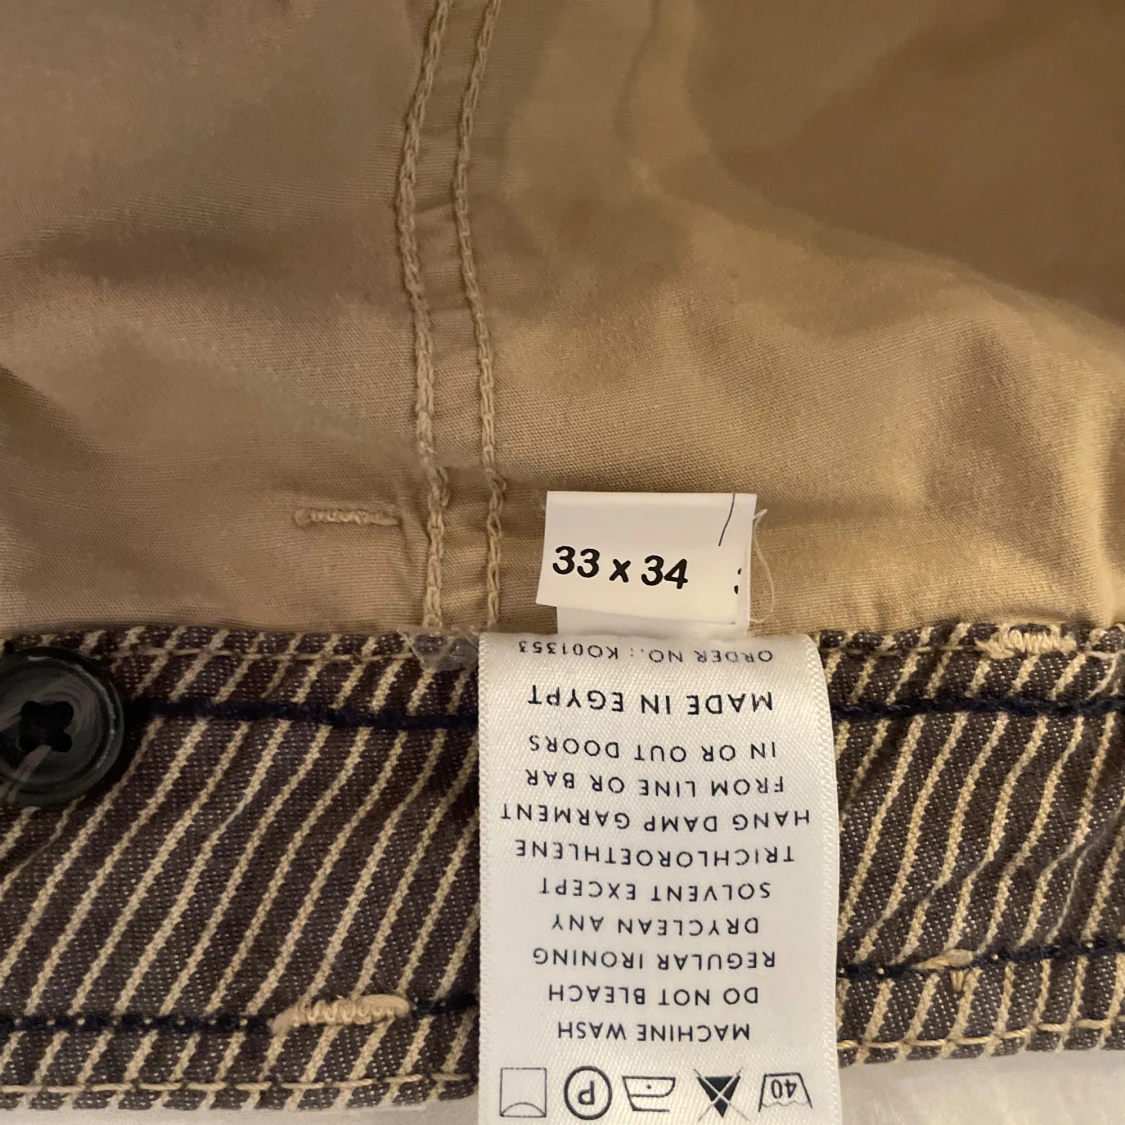 33 x 34
40
MACHINE WASH
DO NOT BLEACH
REGULAR IRONING
DRYCLEAN ANY
SOLVENT EXCEPT
TRICHLOROETHLENE
HANG DAMP GARMENT
FROM LINE OR BAR
IN OR OUT DOORS
MADE IN EGYPT
ORDER NO.: KO01353